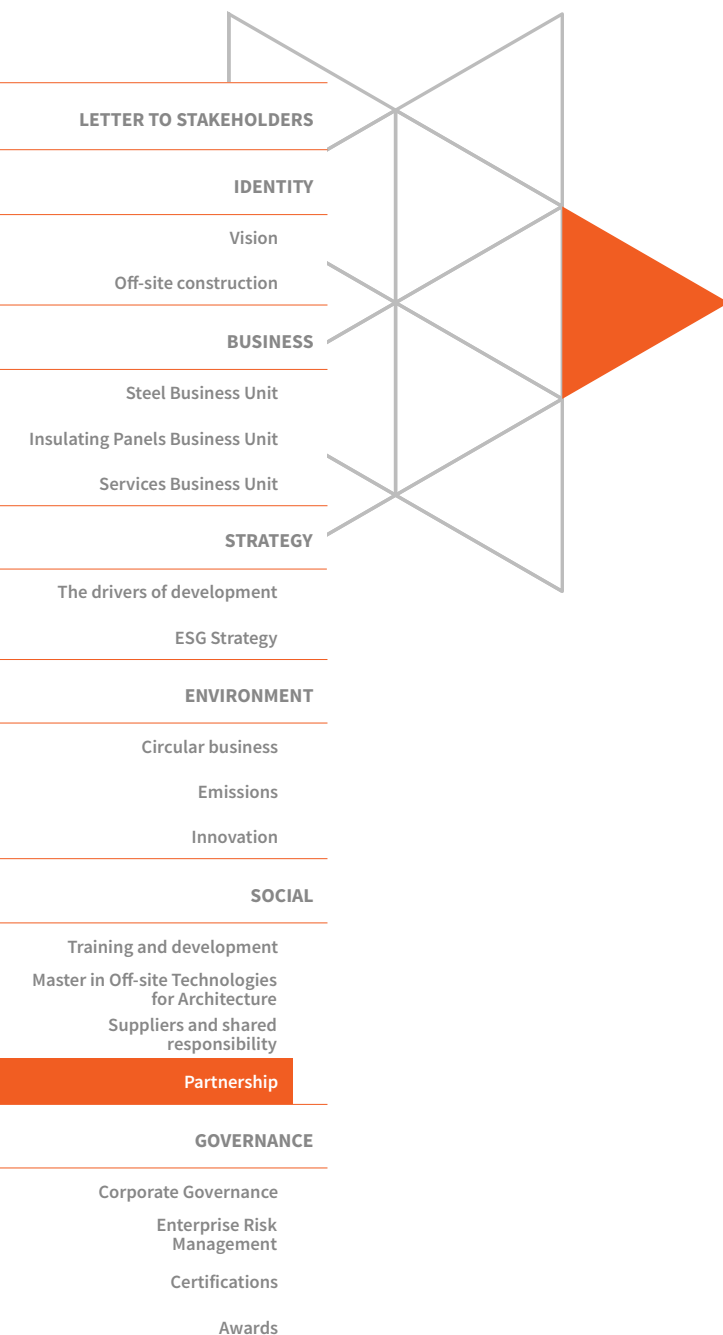 LETTER TO STAKEHOLDERS
IDENTITY
Vision
Off-site construction
BUSINESS
Steel Business Unit
Insulating Panels Business Unit
Services Business Unit
STRATEGY
The drivers of development
ESG Strategy
ENVIRONMENT
Circular business
Emissions
Innovation
SOCIAL
Training and development
Master in Off-site Technologies
for Architecture
Suppliers and shared
responsibility
Partnership
GOVERNANCE
Corporate Governance
Enterprise Risk
Management
Certifications
Awards